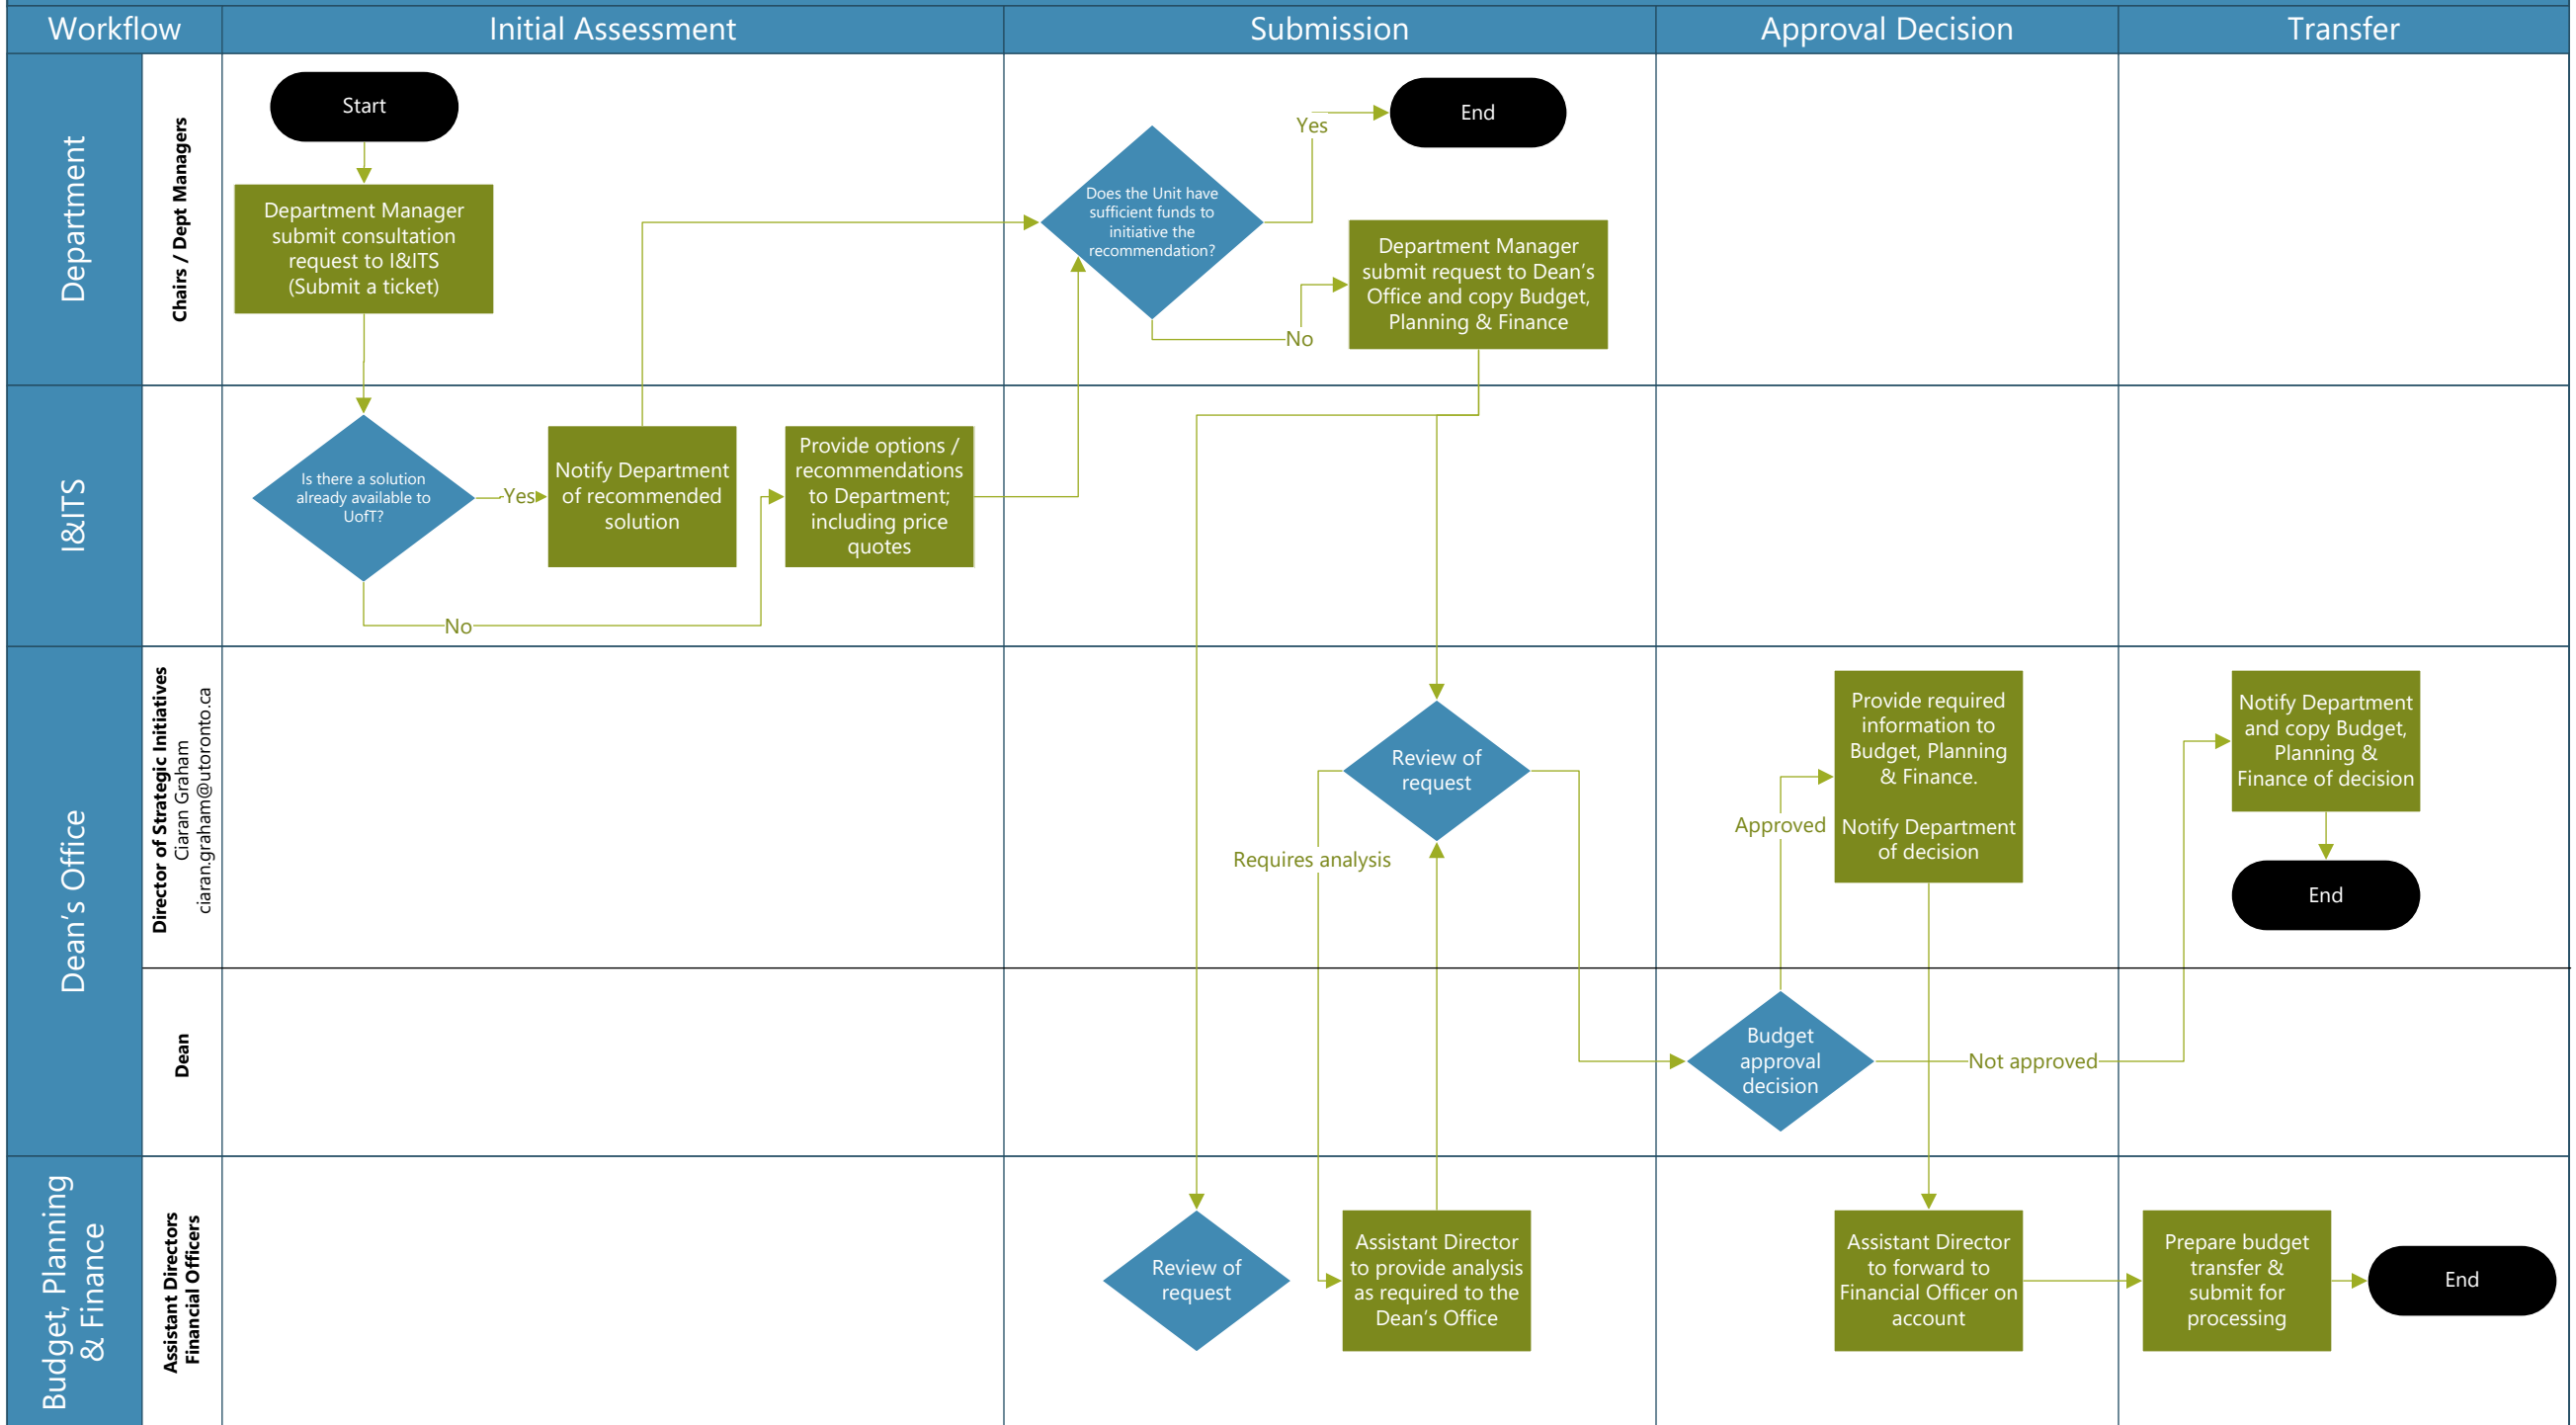 Workflow
Initial Assessment
Submission
Approval Decision
Transfer
Department
Chairs / Dept Managers
Start
Department Manager
submit consultation
request to I&ITS
(Submit a ticket)
Does the Unit have
sufficient funds to
initiative the
recommendation?
Yes
End
No
Department Manager
submit request to Dean's
Office and copy Budget,
Planning & Finance
I&ITS
Is there a solution
already available to
UofT?
Yes
Notify Department
of recommended
solution
No
Provide options /
recommendations
to Department;
including price
quotes
Dean's Office
Director of Strategic Initiatives
Ciaran Graham
ciaran.graham@utoronto.ca
Review of
request
Requires analysis
Approved
Provide required
information to
Budget, Planning
& Finance.
Notify Department
of decision
Notify Department
and copy Budget,
Planning &
Finance of decision
End
Dean
Budget
approval
decision
Not approved
Budget, Planning
& Finance
Assistant Directors
Financial Officers
Review of
request
Assistant Director
to provide analysis
as required to the
Dean's Office
Assistant Director
to forward to
Financial Officer on
account
Prepare budget
transfer &
submit for
processing
End